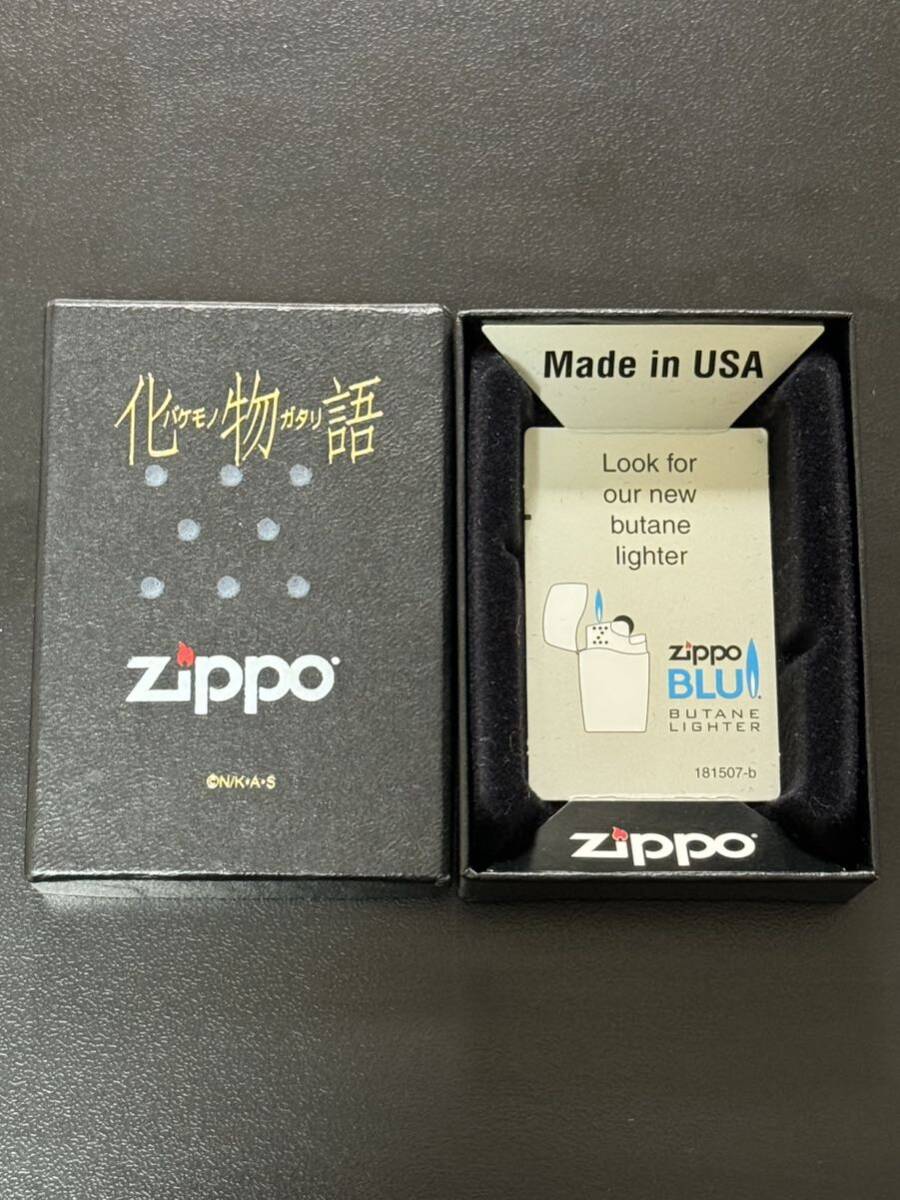 化バケモノ物ガタリ語
zippo
©N/K•A•S
Made in USA
Look for
our new
butane
lighter
zippo
BLU
BUTANE
LIGHTER
181507-b
zippo